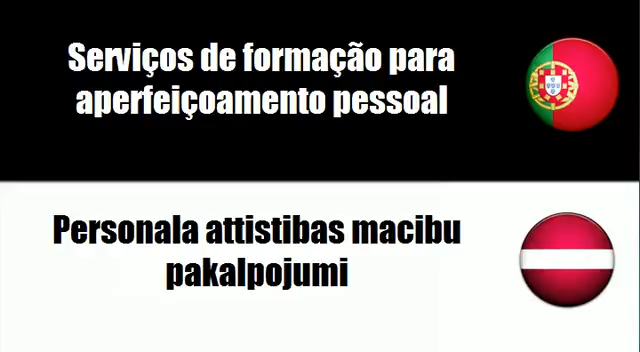 Serviços de formação para
aperfeiçoamento pessoal
Personala attistibas macibu
pakalpojumi